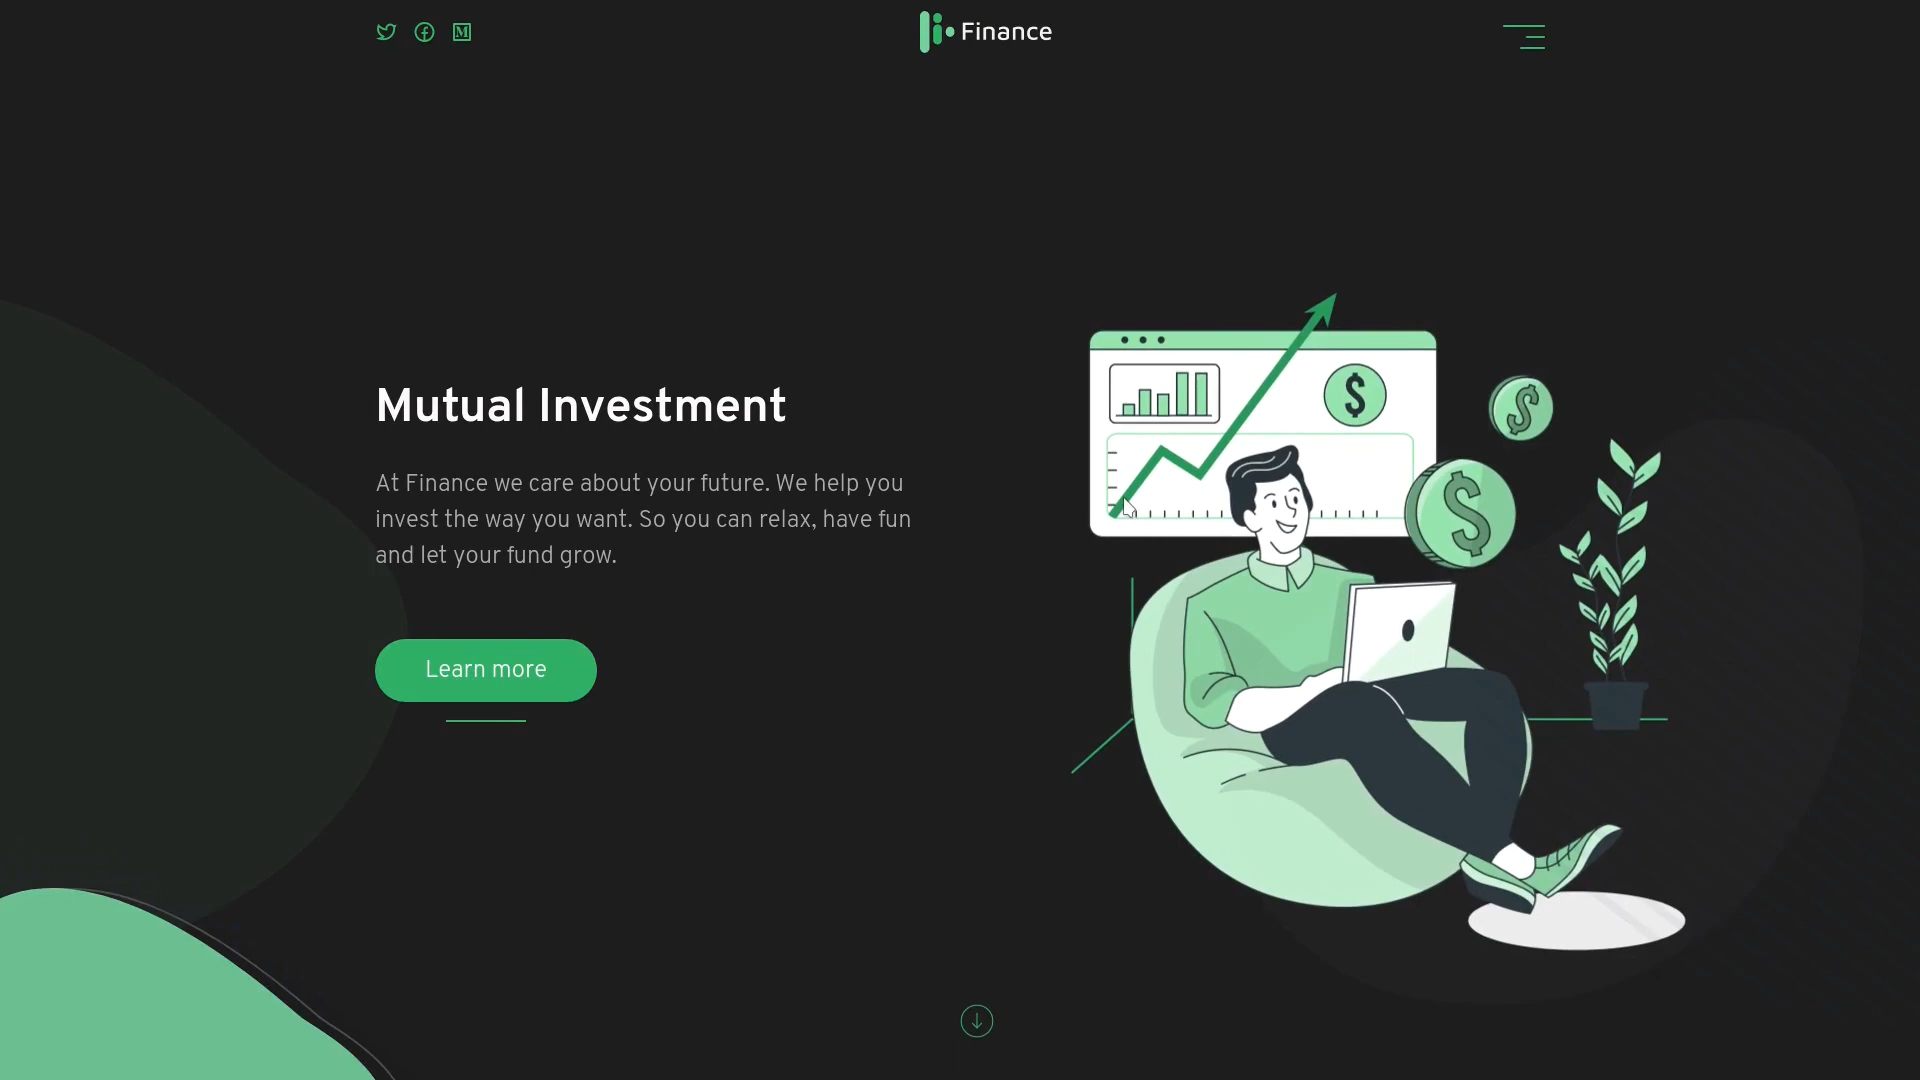 Finance
Mutual Investment
At Finance we care about your future. We help you
invest the way you want. So you can relax, have fun
and let your fund grow.
Learn more